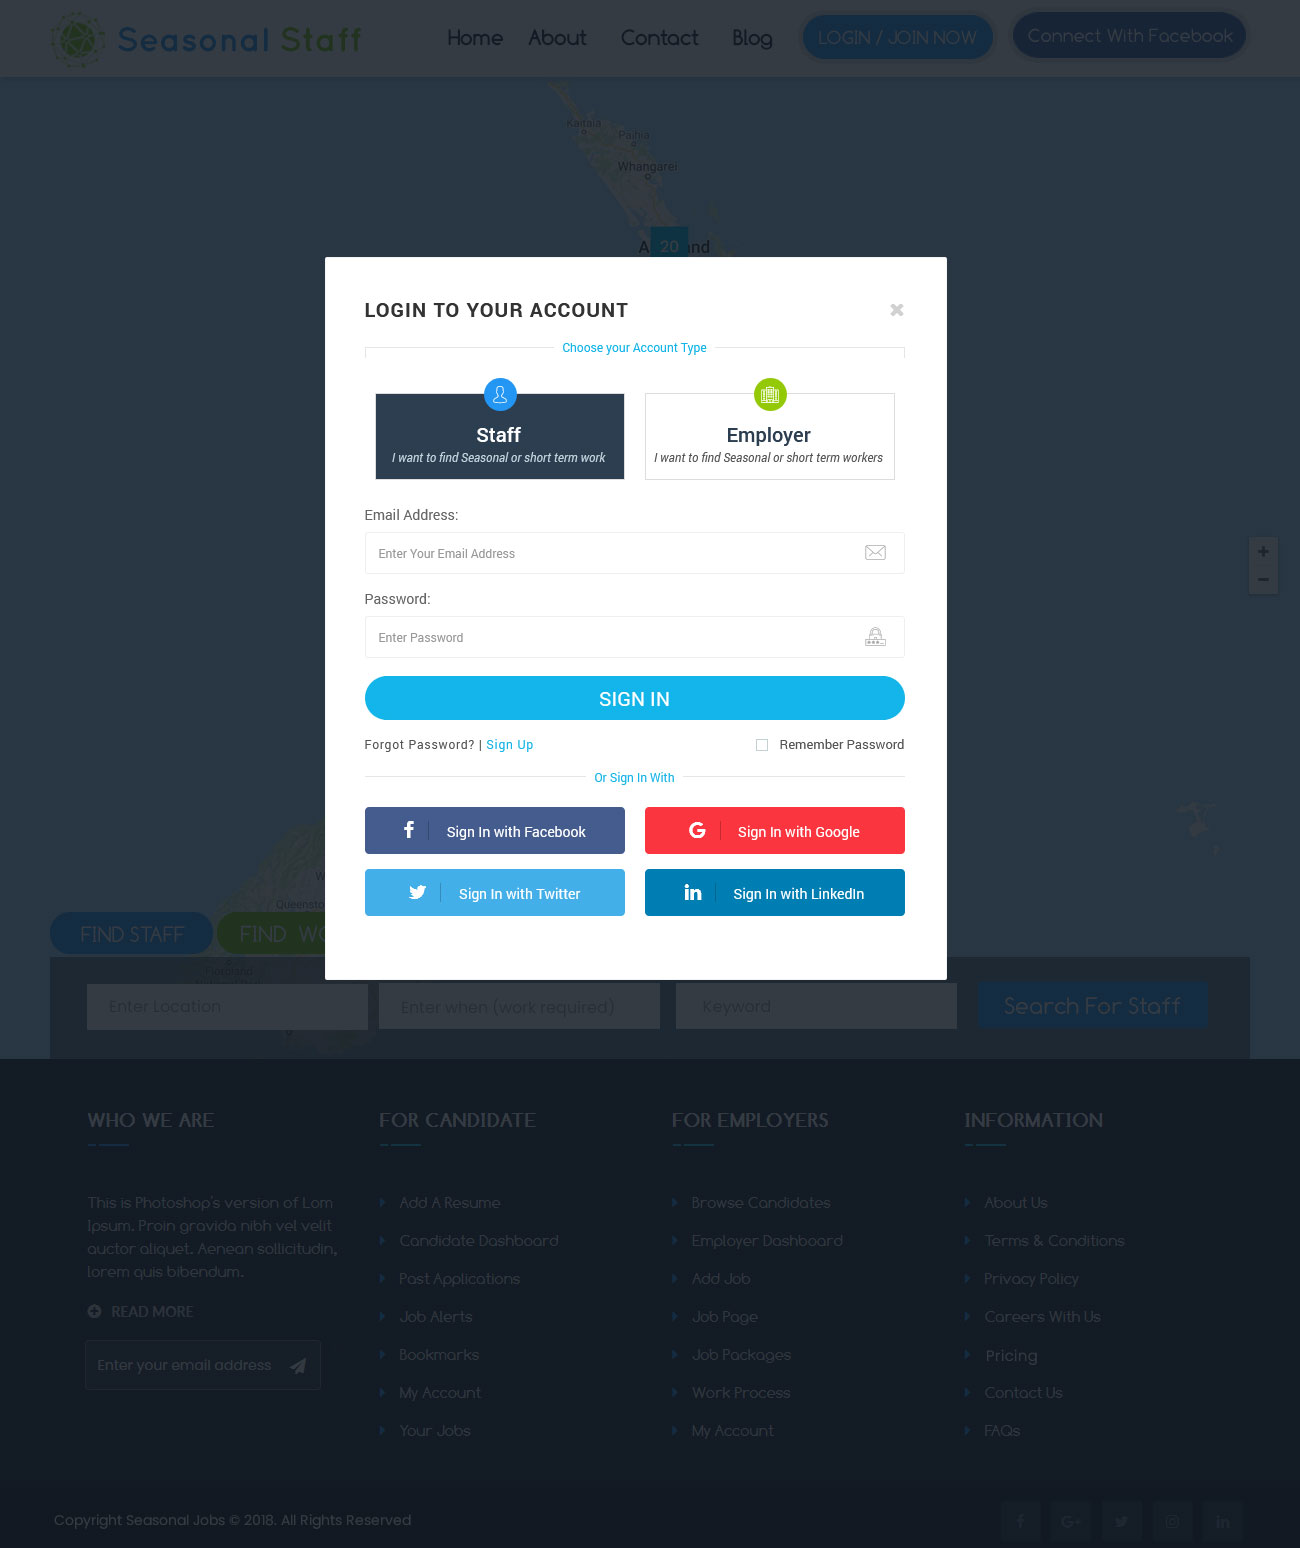 Seasonal Staff
Home
About
Contact
Blog
LOGIN / JOIN NOW
Connect With Facebook
Kaitaia
Paihia
Whangarei
20
LOGIN TO YOUR ACCOUNT
Choose your Account Type
Staff
I want to find Seasonal or short term work
Employer
I want to find Seasonal or short term workers
Email Address:
Enter Your Email Address
Password:
Enter Password
SIGN IN
Forgot Password? | Sign Up
Remember Password
Or Sign In With
Sign In with Facebook
Sign In with Google
Sign In with Twitter
Sign In with LinkedIn
FIND STAFF
FIND
Fiordland
Enter Location
Enter when (work required)
Keyword
Search For Staff
WHO WE ARE
This is Photoshop's version of Lom
Ipsum. Proin gravida nibh vel velit
auctor aliquet. Aenean sollicitudin,
lorem quis bibendum.
READ MORE
Enter your email address
FOR CANDIDATE
Add A Resume
Candidate Dashboard
Past Applications
Job Alerts
Bookmarks
My Account
Your Jobs
FOR EMPLOYERS
Browse Candidates
Employer Dashboard
Add Job
Job Page
Job Packages
Work Process
My Account
INFORMATION
About Us
Terms & Conditions
Privacy Policy
Careers With Us
Pricing
Contact Us
FAQs
Copyright Seasonal Jobs © 2018. All Rights Reserved